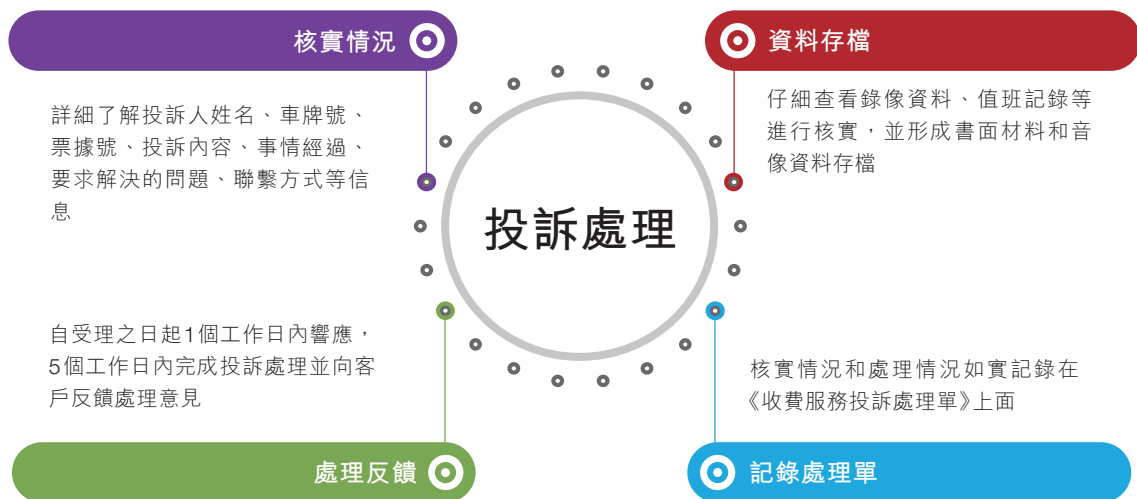 核實情況
詳細了解投訴人姓名、車牌號、
票據號、投訴內容、事情經過、
要求解決的問題、聯繫方式等信
息
資料存檔
仔細查看錄像資料、值班記錄等
進行核實，並形成書面材料和音
像資料存檔
投訴處理
自受理之日起1個工作日內響應，
5個工作日內完成投訴處理並向客
戶反饋處理意見
處理反饋
核實情況和處理情況如實記錄在
《收費服務投訴處理單》上面
記錄處理單